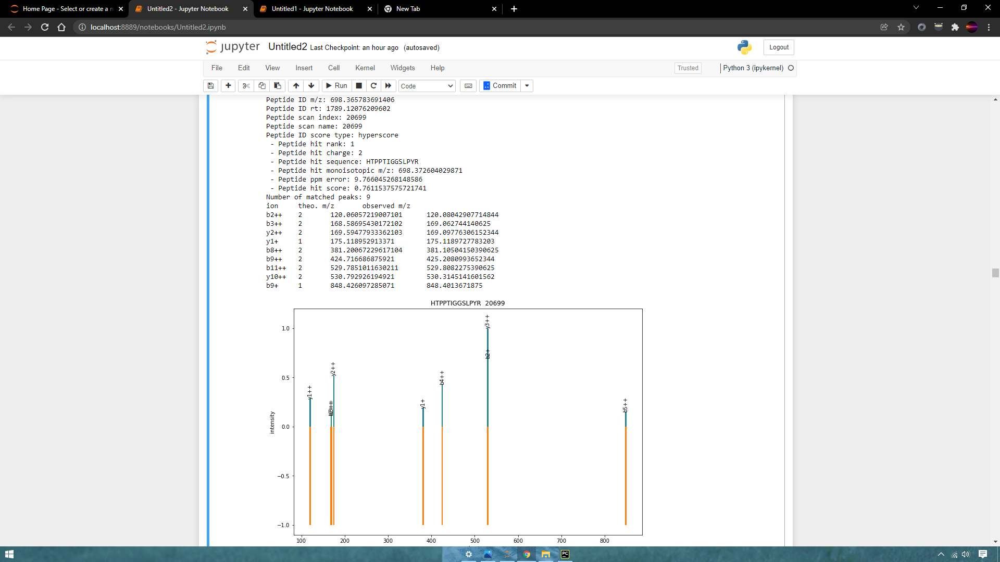 Home Page - Select or create a n
Untitled2 - Jupyter Notebook
Untitled1 - Jupyter Notebook
New Tab
localhost:8889/notebooks/Untitled2.ipynb
jupyter Untitled2 Last Checkpoint: an hour ago (autosaved)
Logout
File Edit View Insert Cell Kernel Widgets Help
Trusted
Python 3 (ipykernel)
Run
Code
Commit
Peptide ID m/z: 698.365783691406
Peptide ID rt: 1789.12076209602
Peptide scan index: 20699
Peptide scan name: 20699
Peptide ID score type: hyperscore
- Peptide hit rank: 1
- Peptide hit charge: 2
- Peptide hit sequence: HTPPTIGGSLPYR
- Peptide hit monoisotopic m/z: 698.372604029871
- Peptide ppm error: 9.766045268148586
- Peptide hit score: 0.7611537575721741
Number of matched peaks: 9
ion theo. m/z observed m/z
b2++ 2 120.06057219007101 120.08042907714844
b3++ 2 168.58695430172102 169.062744140625
y2++ 2 169.59477933362103 169.09776306152344
y1+ 1 175.118952913371 175.1189727783203
b8++ 2 381.20067229617104 381.10504150390625
b9++ 2 424.716686875921 425.2080993652344
b11++ 2 529.7851011630211 529.8082275390625
y10++ 2 530.792926194921 530.3145141601562
b9+ 1 848.426097285071 848.4013671875
HTPPTIGGSLPYR 20699
y3++
b2+
1.0
y2++
0.5
b4++
y1++
y1+
b5++
0.0
intensity
−0.5
−1.0
100 200 300 400 500 600 700 800
PC